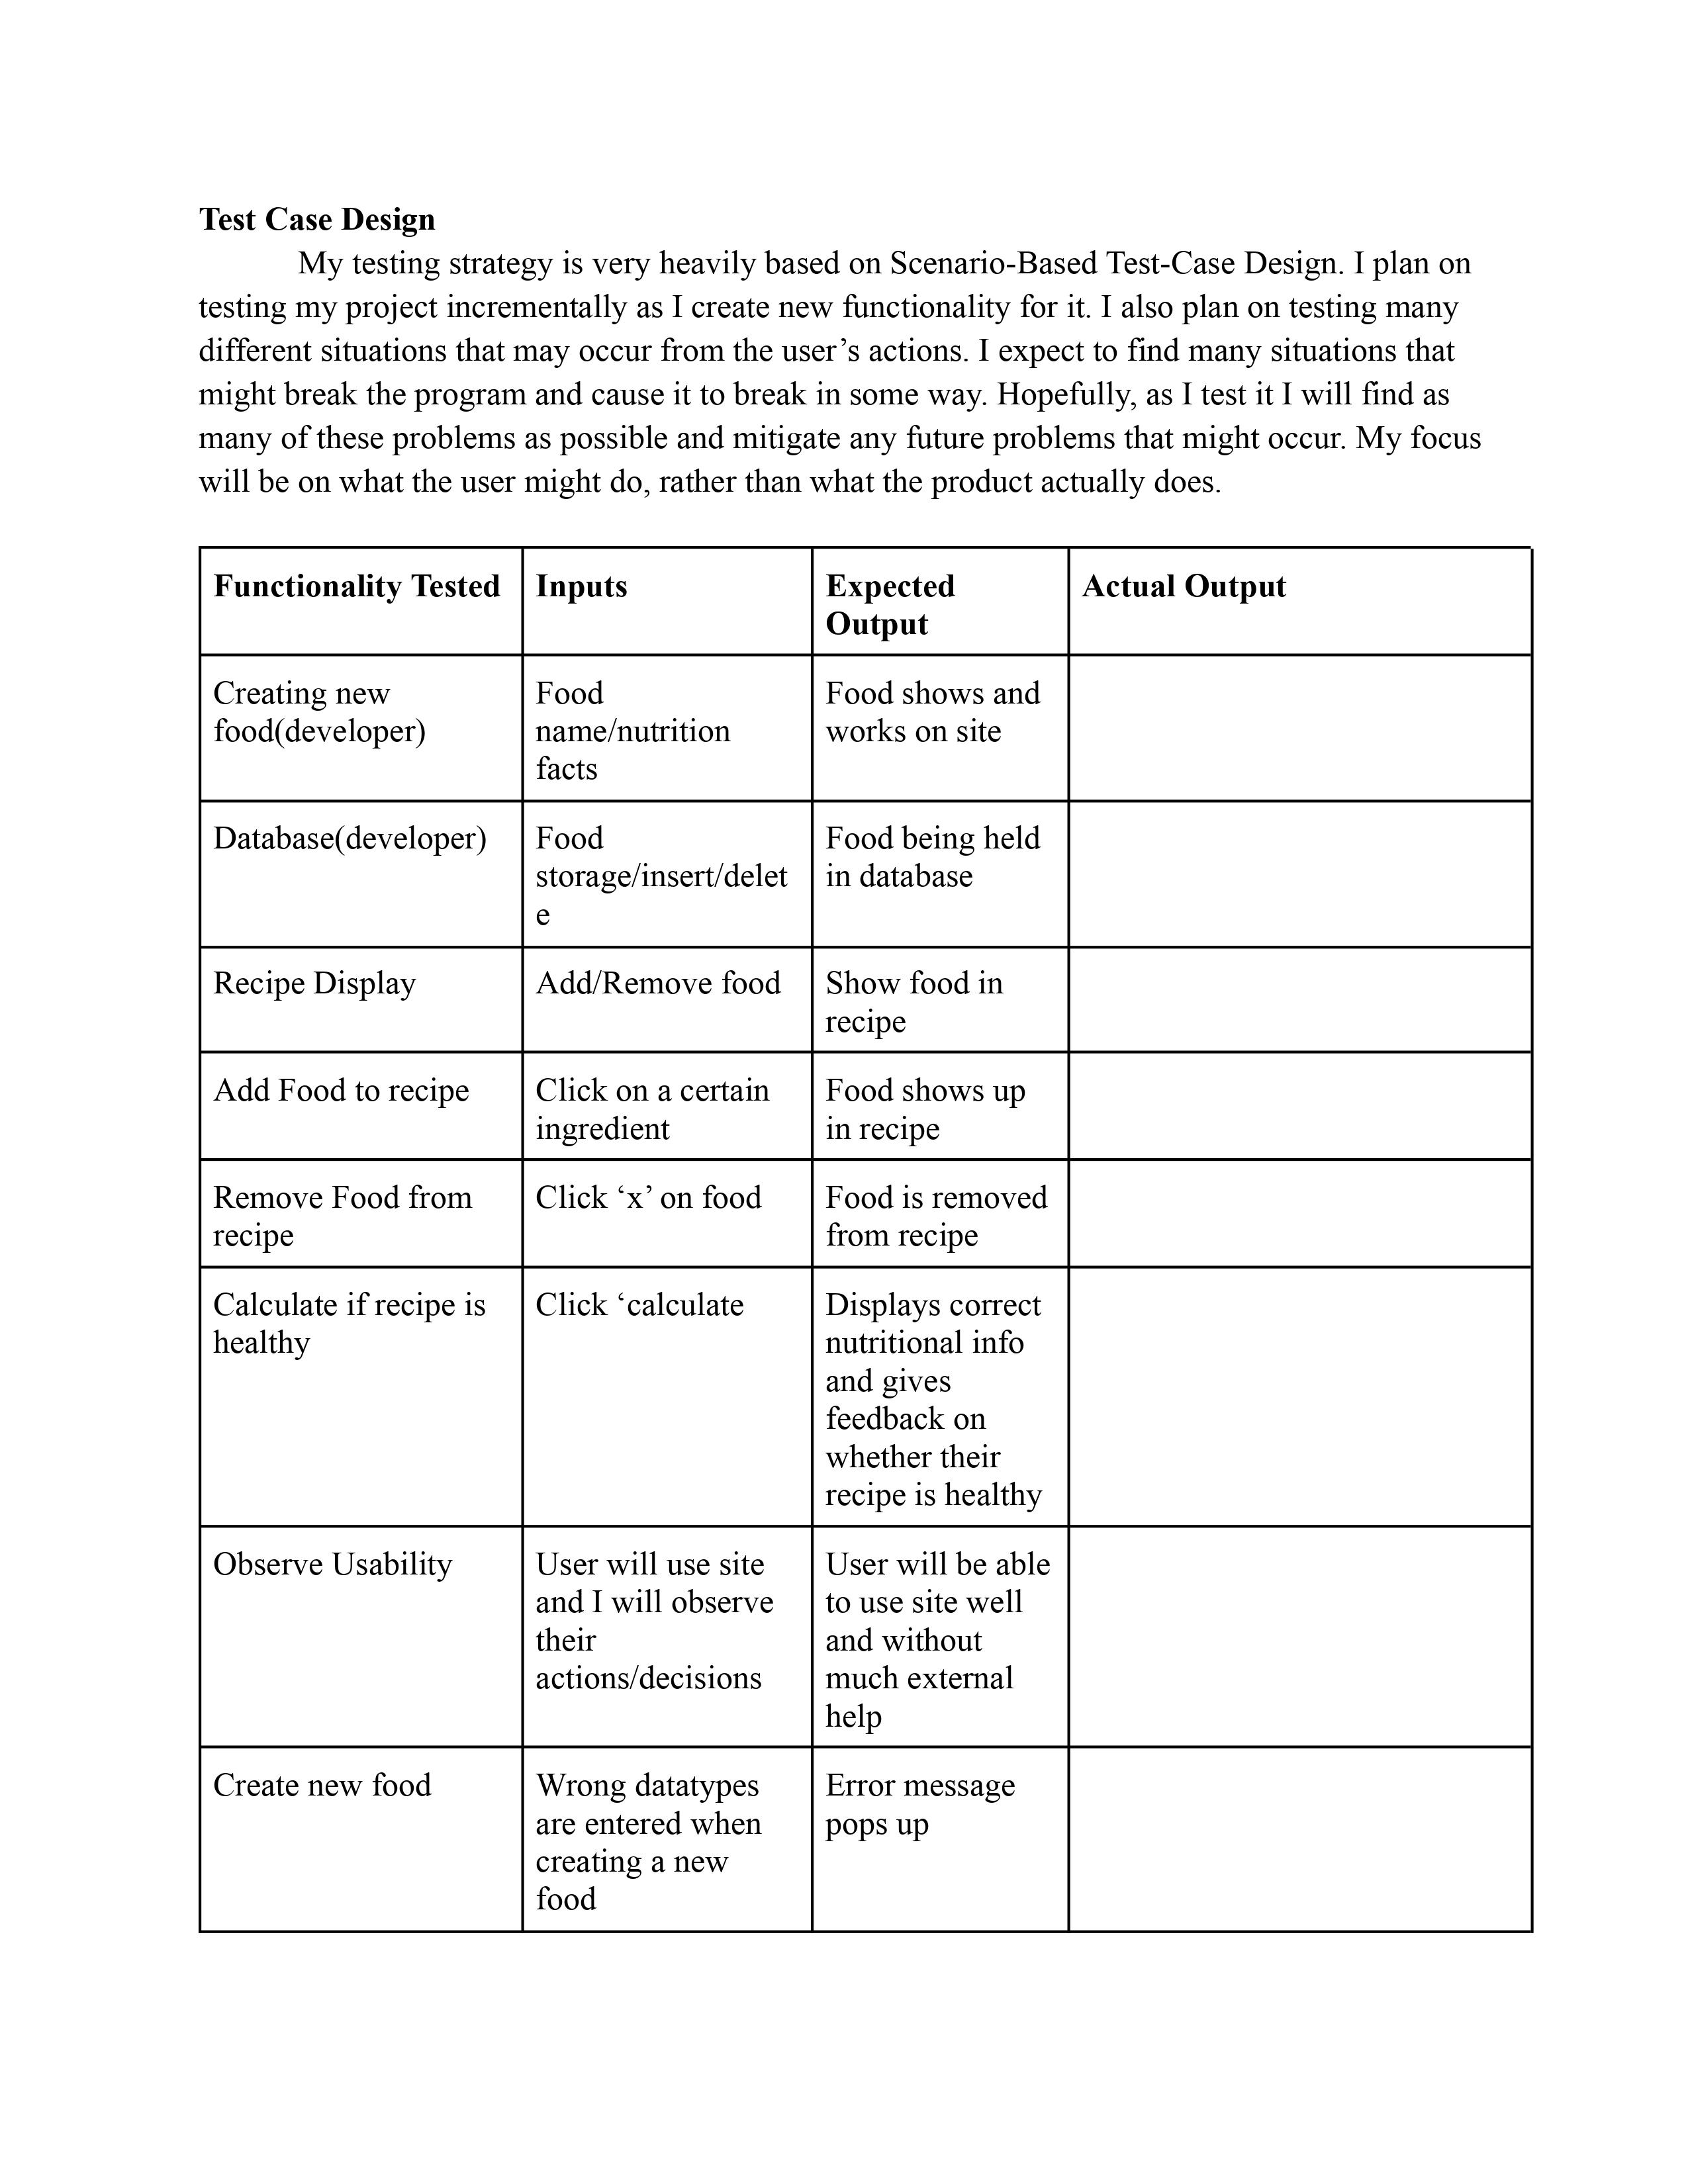 Test Case Design
My testing strategy is very heavily based on Scenario-Based Test-Case Design. I plan on
testing my project incrementally as I create new functionality for it. I also plan on testing many
different situations that may occur from the user’s actions. I expect to find many situations that
might break the program and cause it to break in some way. Hopefully, as I test it I will find as
many of these problems as possible and mitigate any future problems that might occur. My focus
will be on what the user might do, rather than what the product actually does.
Functionality Tested
Inputs
Expected
Output
Actual Output
Creating new
food(developer)
Food
name/nutrition
facts
Food shows and
works on site
Database(developer)
Food
storage/insert/delet
e
Food being held
in database
Recipe Display
Add/Remove food
Show food in
recipe
Add Food to recipe
Click on a certain
ingredient
Food shows up
in recipe
Remove Food from
recipe
Click ‘x’ on food
Food is removed
from recipe
Calculate if recipe is
healthy
Click ‘calculate
Displays correct
nutritional info
and gives
feedback on
whether their
recipe is healthy
Observe Usability
User will use site
and I will observe
their
actions/decisions
User will be able
to use site well
and without
much external
help
Create new food
Wrong datatypes
are entered when
creating a new
food
Error message
pops up